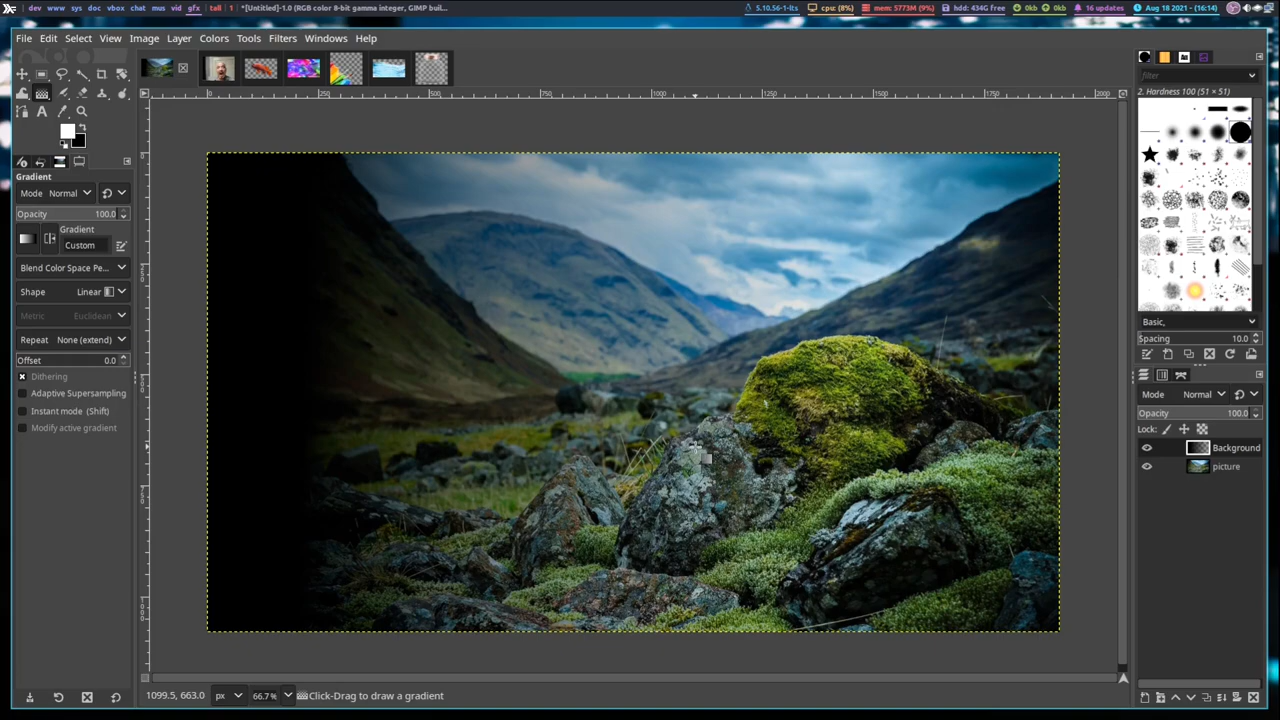 dev www sys doc vbox chat mus vid gfx | tall | 1 | *[Untitled]-1.0 (RGB color 8-bit gamma integer, GIMP buil...
5.10.56-1-lts cpu: (8%) mem: 5773M (9%) hdd: 434G free 0kb 0kb 16 updates Aug 18 2021 - (16:14)
File Edit Select View Image Layer Colors Tools Filters Windows Help
0 250 500 750 1000 1250 1500 1750 2000
filter
2. Hardness 100 (51 × 51)
Gradient
Mode Normal
Opacity 100.0
Gradient
Custom
Blend Color Space Pe...
Shape Linear
Metric Euclidean
Repeat None (extend)
Offset 0.0
Dithering
Adaptive Supersampling
Instant mode (Shift)
Modify active gradient
Basic,
Spacing 10.0
Mode Normal
Opacity 100.0
Lock:
Background
picture
1099.5, 663.0 px 66.7 % Click-Drag to draw a gradient